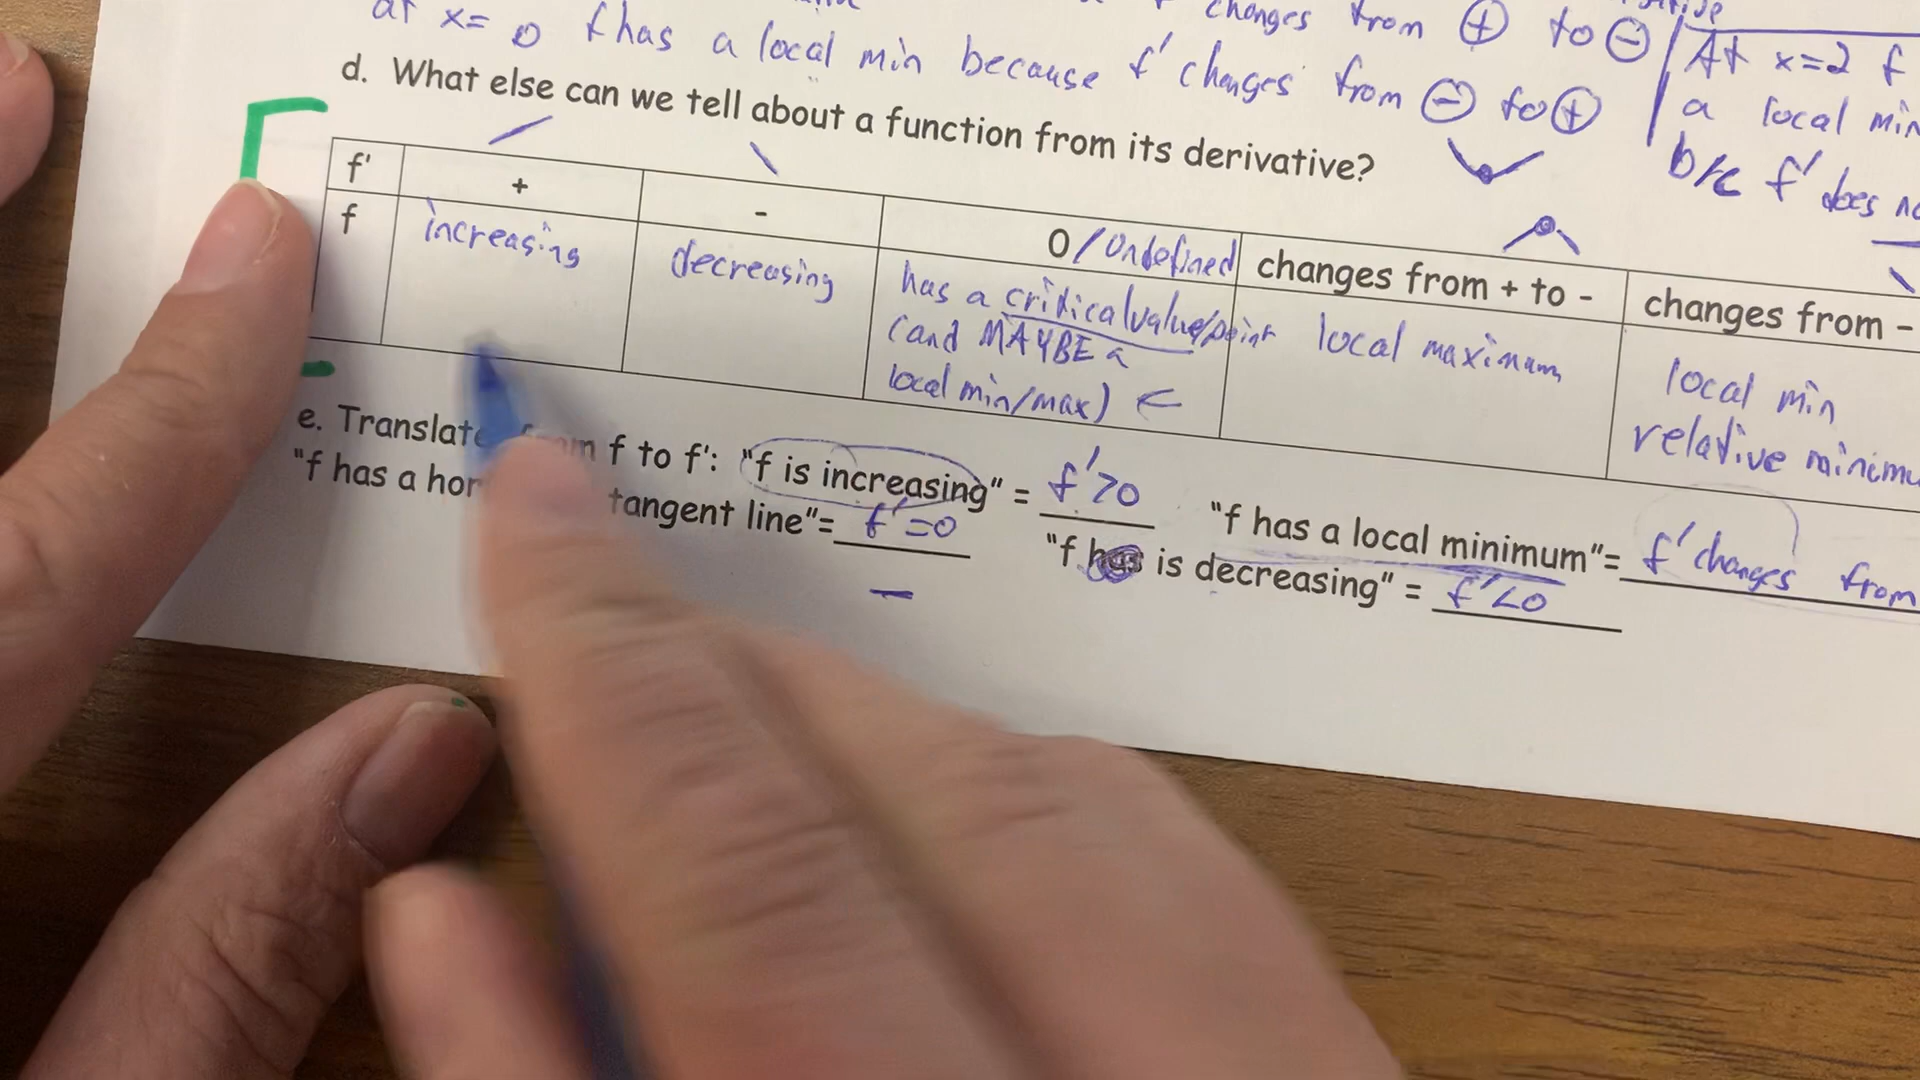 changes from + to -
At x=2 f
at x= 0 f has a local min because f' changes from - to +
a local min
b/c f' does
d. What else can we tell about a function from its derivative?
f' + - 0/Undefined changes from + to - changes from -
f increasing decreasing has a critical value/point local maximum local min
(and MAYBE a relative
local min/max) ←
e. Translate f to f': "f is increasing" = f'>0 "f has a local minimum"= f' changes from
"f has a tangent line"= f'=0 "f is decreasing" = f'<0